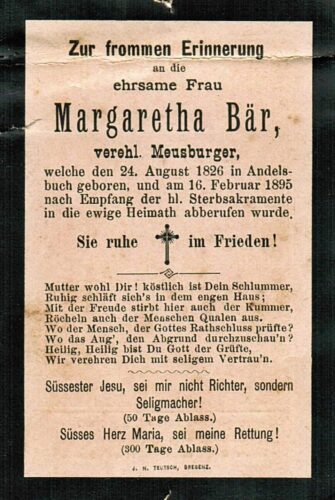 Zur frommen Erinnerung
an die
ehrsame Frau
Margaretha Bär,
verehl. Meusburger,
welche den 24. August 1826 in Andels-
buch geboren, und am 16. Februar 1895
nach Empfang der hl. Sterbsakramente
in die ewige Heimath abberufen wurde.
Sie ruhe im Frieden!
Mutter wohl Dir! köstlich ist Dein Schlummer,
Ruhig schläft sich's in dem engen Haus;
Mit der Freude stirbt hier auch der Kummer,
Röcheln auch der Menschen Qualen aus.
Wo der Mensch, der Gottes Rathschluss prüfte?
Wo das Aug', den Abgrund durchzuschau'n?
Heilig, Heilig bist Du Gott der Grüfte,
Wir verehren Dich mit seligem Vertrau'n.
Süssester Jesu, sei mir nicht Richter, sondern
Seligmacher!
(50 Tage Ablass.)
Süsses Herz Maria, sei meine Rettung!
(300 Tage Ablass.)
J. N. TEUTSCH, BREGENZ.